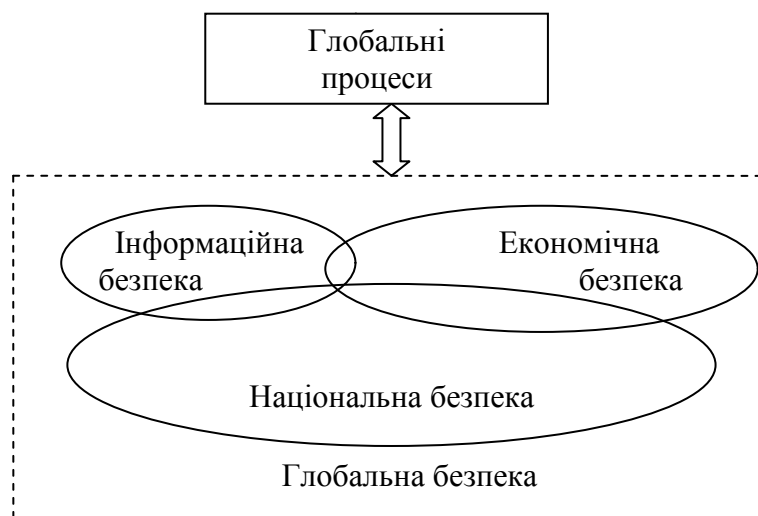 Глобальні
процеси
Інформаційна
безпека
Економічна
безпека
Національна безпека
Глобальна безпека